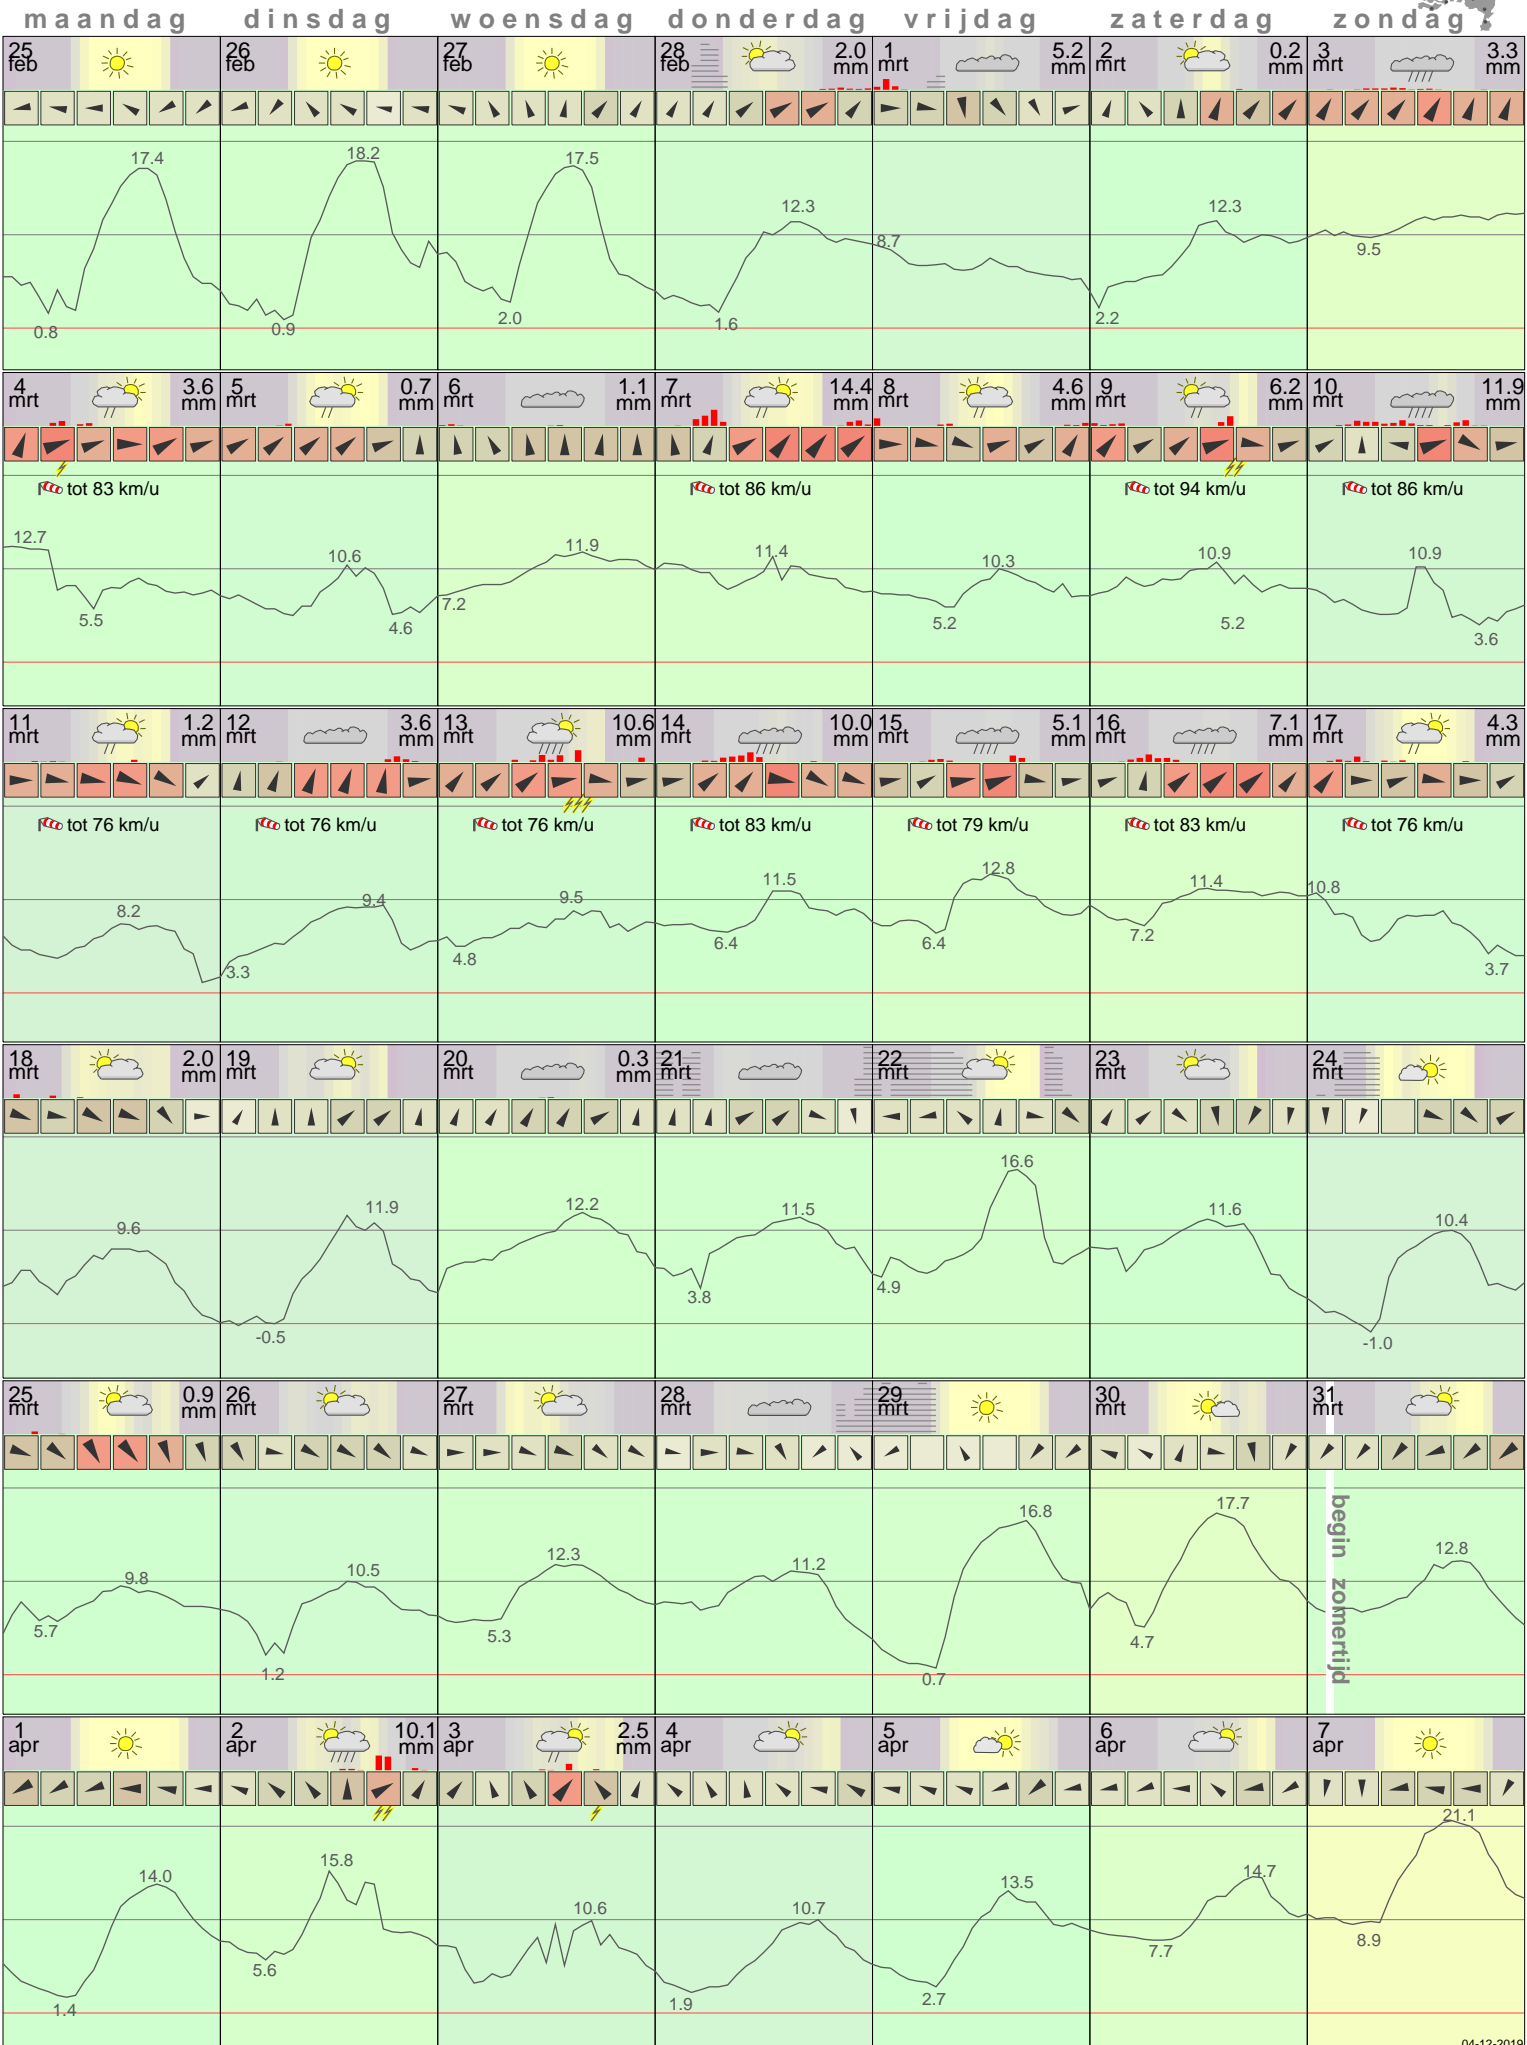 maandag dinsdag woensdag donderdag vrijdag zaterdag zondag
25 26 27 28 2.0 1 5.2 2 0.2 3 3.3
feb feb feb feb mm mrt mm mrt mm mrt mm
17.4 18.2 17.5 12.3 8.7 12.3 9.5
0.8 0.9 2.0 1.6 2.2
4 3.6 5 0.7 6 1.1 7 14.4 8 4.6 9 6.2 10 11.9
mrt mm mrt mm mrt mm mrt mm mrt mm mrt mm mrt mm
tot 83 km/u tot 86 km/u tot 94 km/u tot 86 km/u
12.7 10.6 11.9 11.4 10.3 10.9 10.9
5.5 4.6 7.2 5.2 5.2 3.6
11 1.2 12 3.6 13 10.6 14 10.0 15 5.1 16 7.1 17 4.3
mrt mm mrt mm mrt mm mrt mm mrt mm mrt mm mrt mm
tot 76 km/u tot 76 km/u tot 76 km/u tot 83 km/u tot 79 km/u tot 83 km/u tot 76 km/u
8.2 9.4 9.5 11.5 12.8 11.4 10.8
3.3 4.8 6.4 6.4 7.2 3.7
18 2.0 19 20 0.3 21 22 23 24
mrt mm mrt mrt mm mrt mrt mrt mrt
9.6 11.9 12.2 11.5 16.6 11.6 10.4
-0.5 3.8 4.9 -1.0
25 0.9 26 27 28 29 30 31
mrt mm mrt mrt mrt mrt mrt mrt
9.8 10.5 12.3 11.2 16.8 17.7 12.8
5.7 1.2 5.3 0.7 4.7
begin zomertijd
1 2 10.1 3 2.5 4 5 6 7
apr apr mm apr mm apr apr apr apr
14.0 15.8 10.6 10.7 13.5 14.7 21.1
1.4 5.6 1.9 2.7 7.7 8.9
04-12-2019